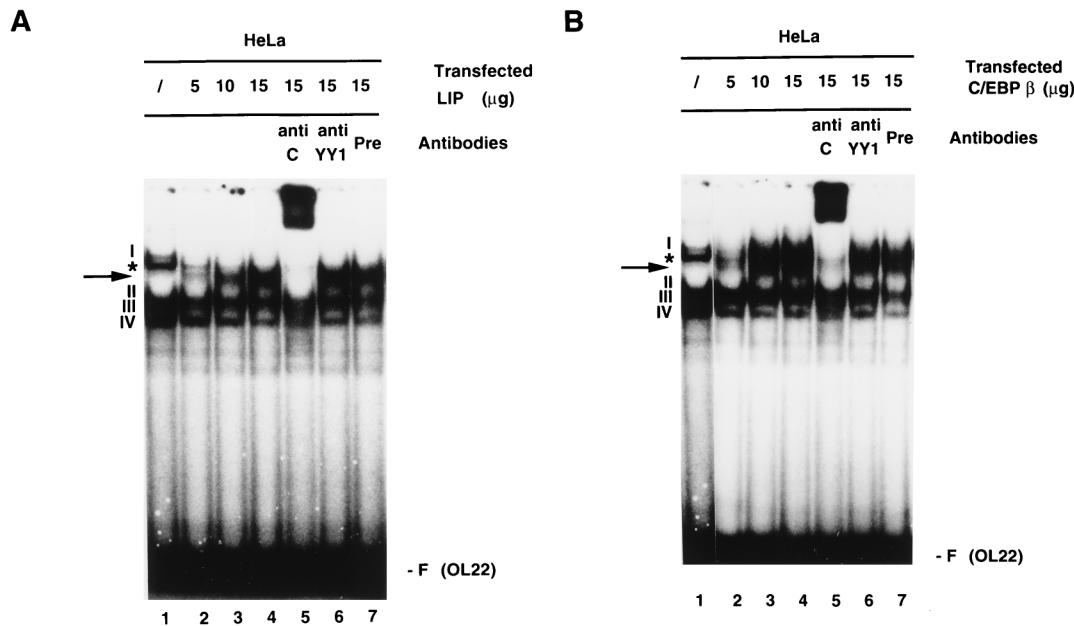 A
HeLa
/ 5 10 15 15 15 15
Transfected
LIP (μg)
anti anti
C YY1 Pre
Antibodies
I
*
II
III
IV
- F (OL22)
1 2 3 4 5 6 7
B
HeLa
/ 5 10 15 15 15 15
Transfected
C/EBP β (μg)
anti anti
C YY1 Pre
Antibodies
I
*
II
III
IV
- F (OL22)
1 2 3 4 5 6 7